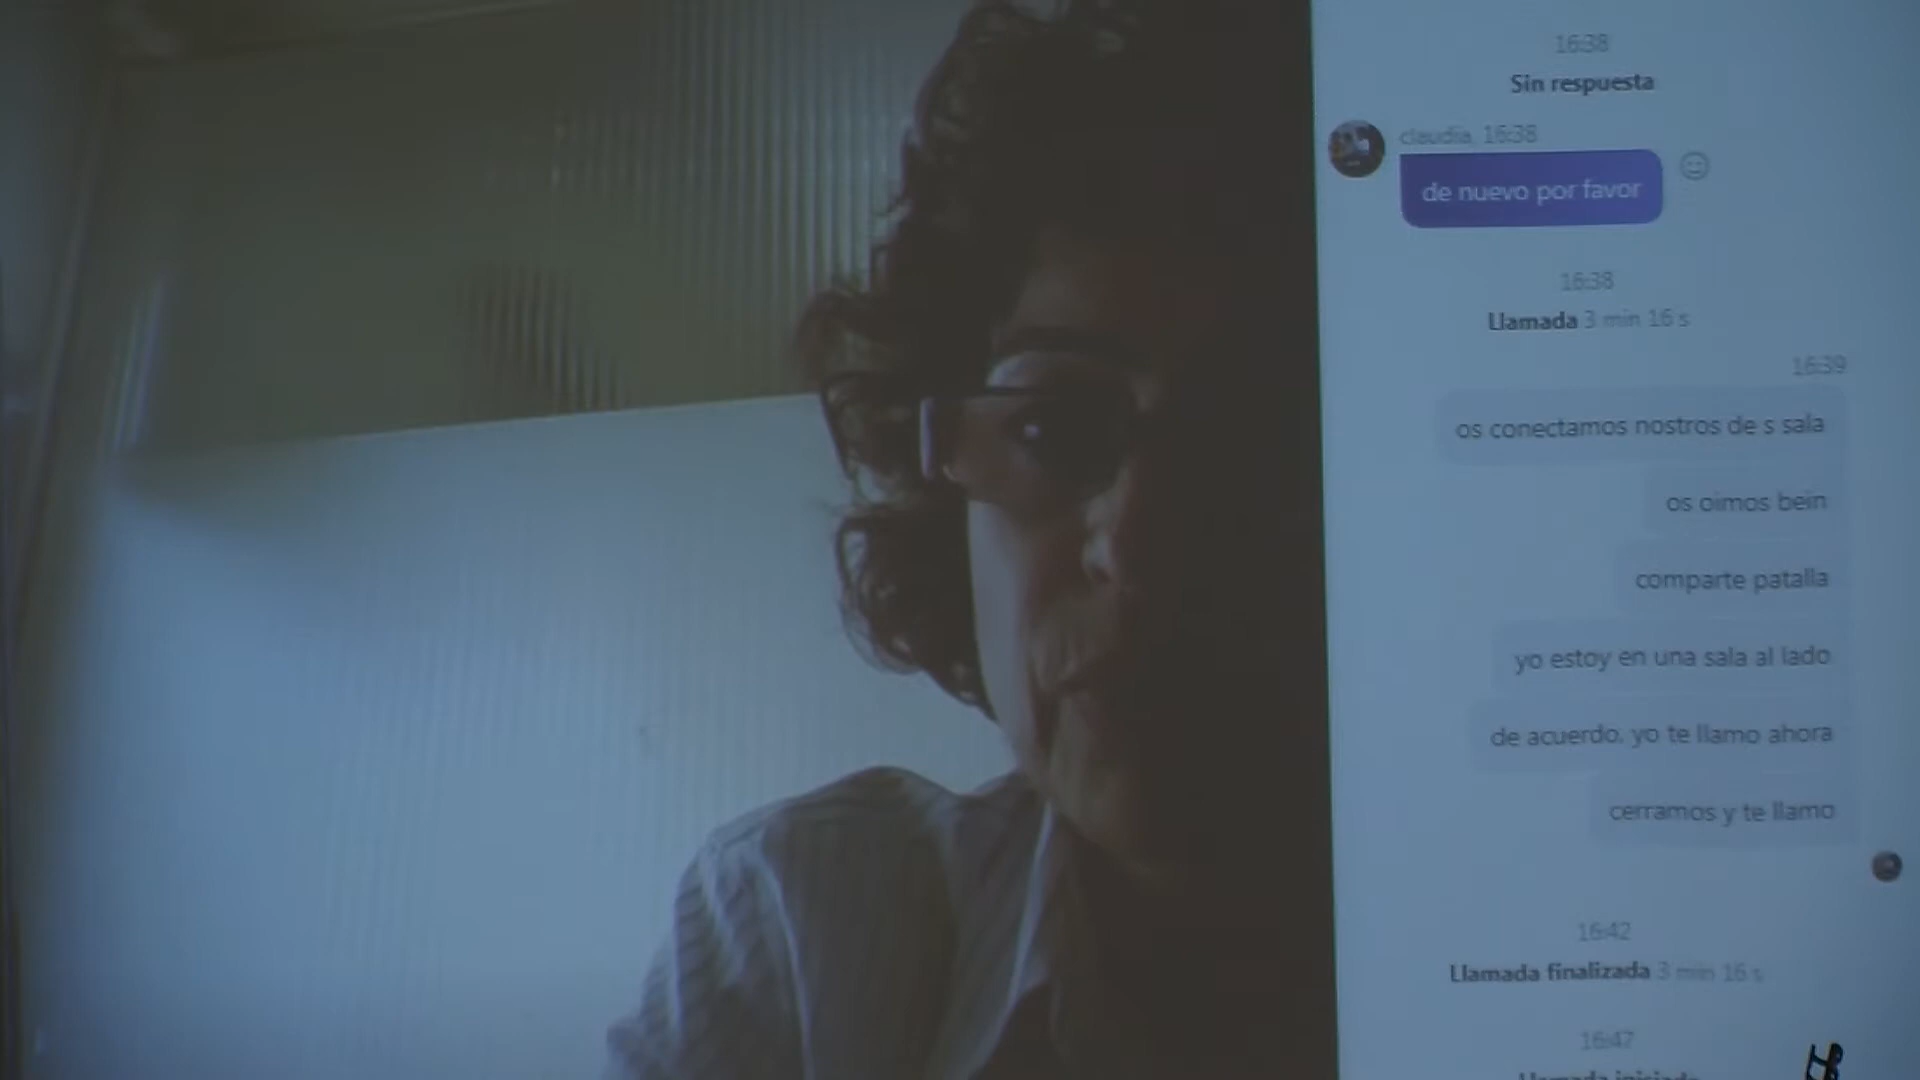 16:38
Sin respuesta
claudia, 16:38
de nuevo por favor
16:38
Llamada 3 min 16 s
16:39
os conectamos nostros de s sala
os oimos bein
comparte patalla
yo estoy en una sala al lado
de acuerdo, yo te llamo ahora
cerramos y te llamo
16:42
Llamada finalizada 3 min 16 s
16:47
Llamada iniciada